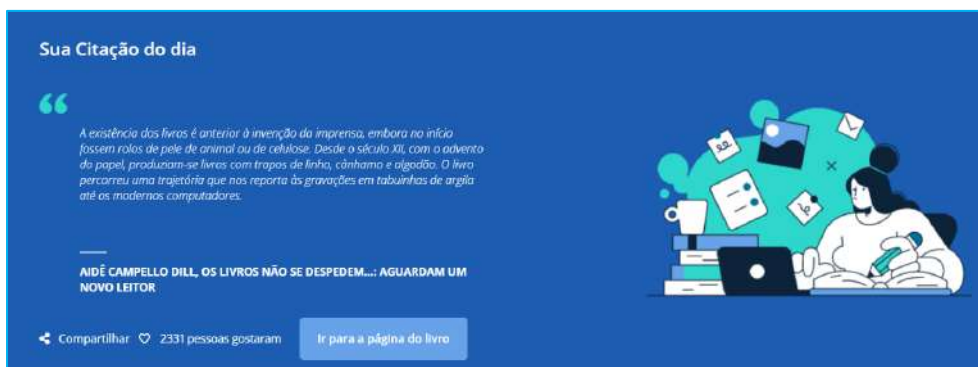 Sua Citação do dia
“
A existência dos livros é anterior à invenção da imprensa, embora no início
fossem rolos de pele de animal ou de celulose. Desde o século XII, com o advento
do papel, produziam-se livros com trapos de linho, cânhamo e algodão. O livro
percorreu uma trajetória que nos reporta às gravações em tabuinhas de argila
até os modernos computadores.
AIDÊ CAMPELLO DILL, OS LIVROS NÃO SE DESPEDEM...: AGUARDAM UM
NOVO LEITOR
Compartilhar 2331 pessoas gostaram Ir para a página do livro